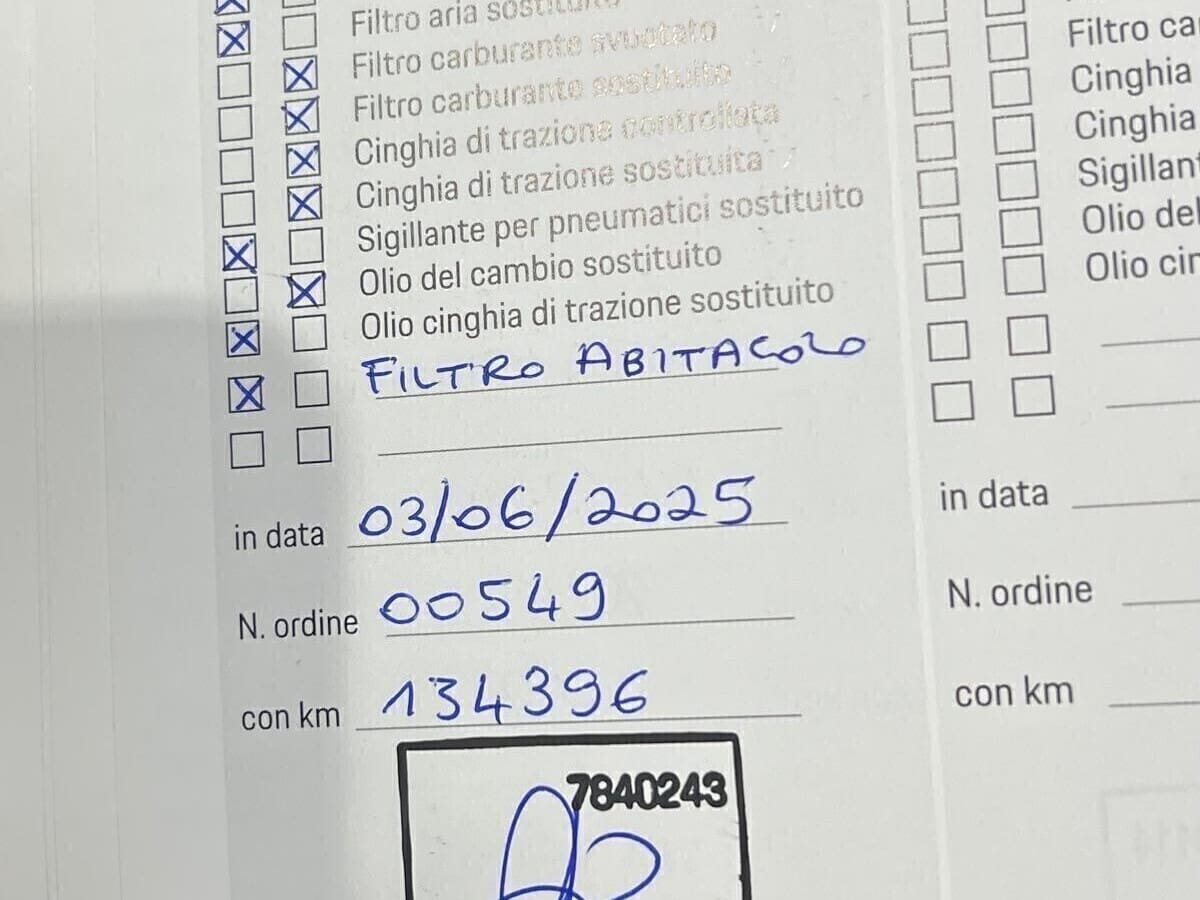 Filtro aria sostituito
Filtro carburante svuotato
Filtro carburante sostituito
Cinghia di trazione controllata
Cinghia di trazione sostituita
Sigillante per pneumatici sostituito
Olio del cambio sostituito
Olio cinghia di trazione sostituito
FILTRO ABITACOLO
in data 03/06/2025
N. ordine 00549
con km 134396
7840243
Filtro ca
Cinghia
Cinghia
Sigillan
Olio del
Olio cin
in data
N. ordine
con km